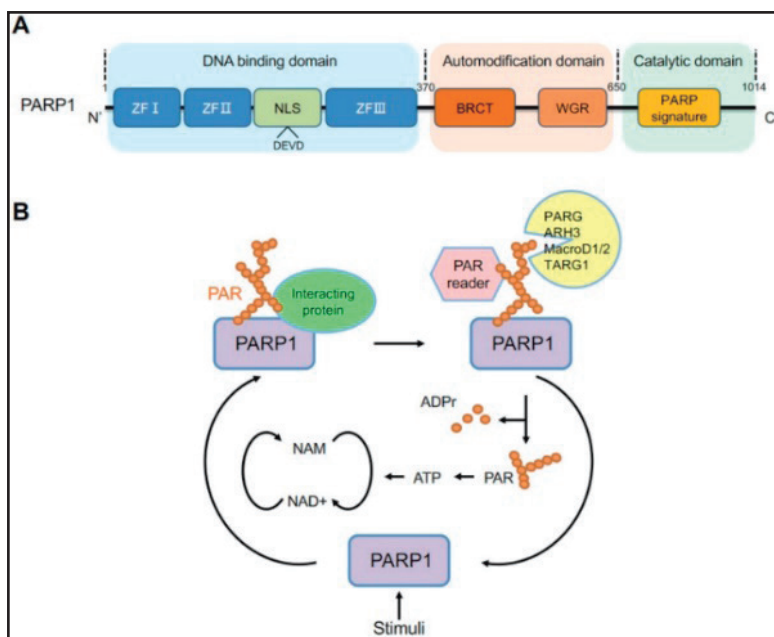 A
DNA binding domain
Automodification domain
Catalytic domain
1
370
650
1014
PARP1
N'
ZF I
ZF II
NLS
ZF III
BRCT
WGR
PARP
signature
C
DEVD
B
PAR
Interacting
protein
PARP1
PAR
reader
PARG
ARH3
MacroD1/2
TARG1
PARP1
ADPr
NAM
NAD+
ATP
PAR
PARP1
Stimuli